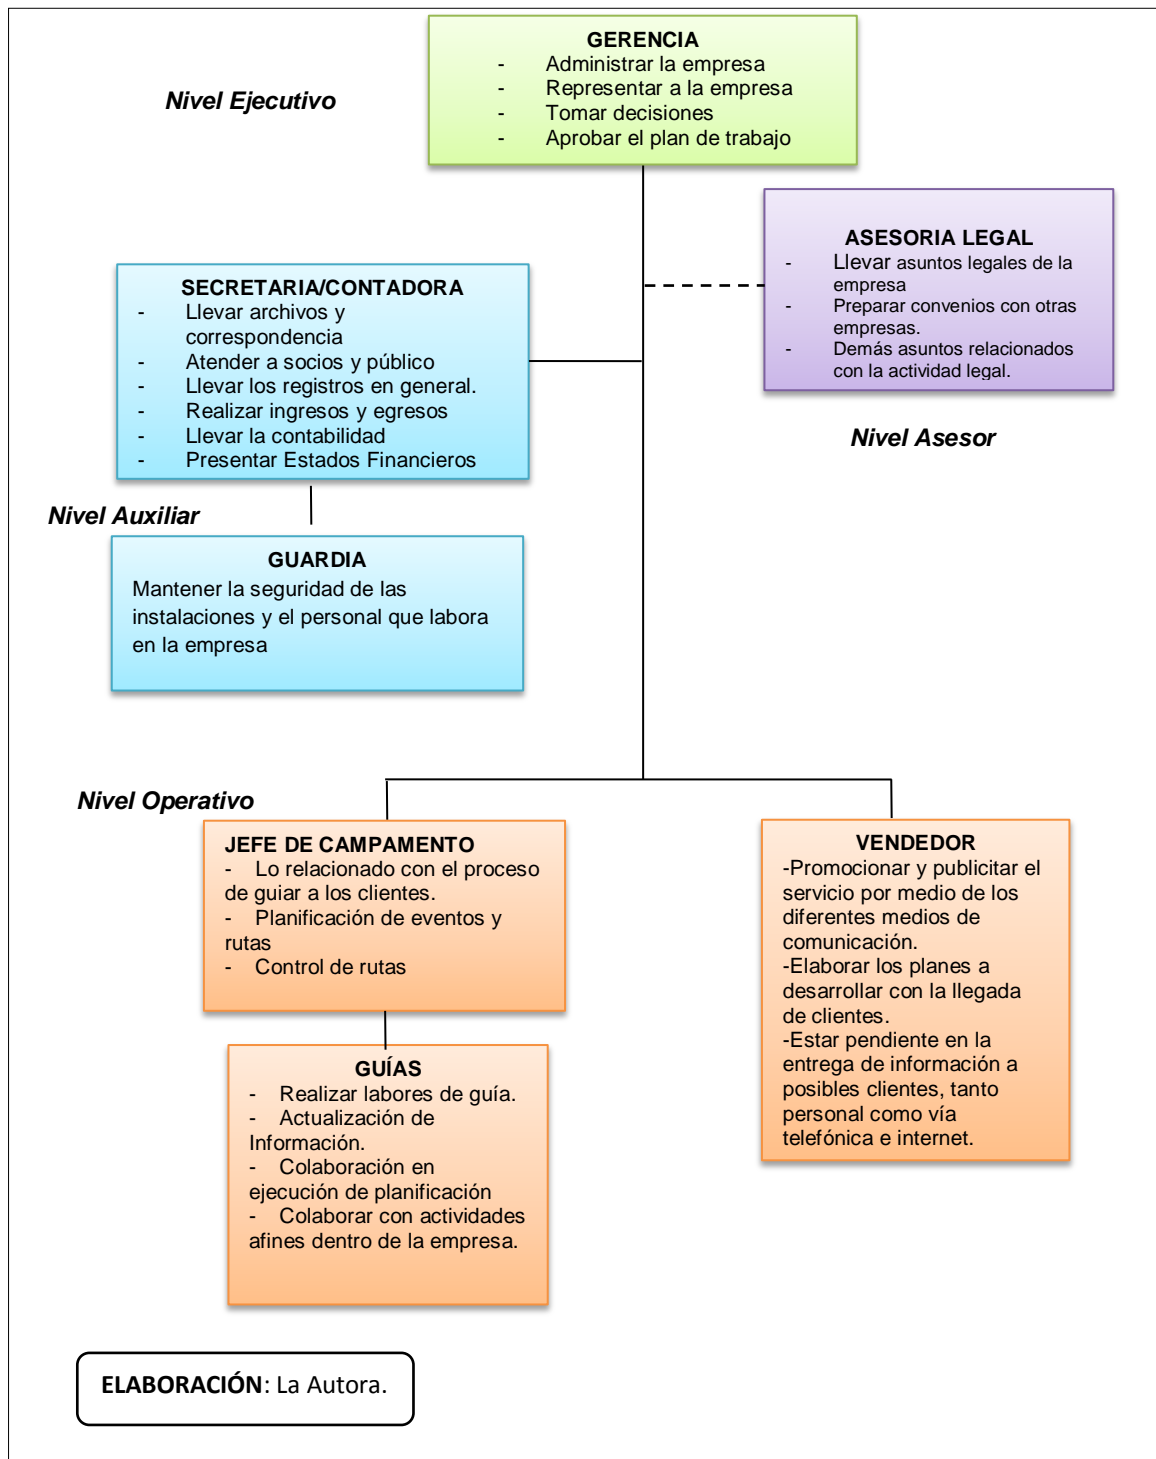 GERENCIA
- Administrar la empresa
- Representar a la empresa
- Tomar decisiones
- Aprobar el plan de trabajo
Nivel Ejecutivo
ASESORIA LEGAL
- Llevar asuntos legales de la
empresa
- Preparar convenios con otras
empresas.
- Demás asuntos relacionados
con la actividad legal.
Nivel Asesor
SECRETARIA/CONTADORA
- Llevar archivos y
correspondencia
- Atender a socios y público
- Llevar los registros en general.
- Realizar ingresos y egresos
- Llevar la contabilidad
- Presentar Estados Financieros
Nivel Auxiliar
GUARDIA
Mantener la seguridad de las
instalaciones y el personal que labora
en la empresa
Nivel Operativo
JEFE DE CAMPAMENTO
- Lo relacionado con el proceso
de guiar a los clientes.
- Planificación de eventos y
rutas
- Control de rutas
VENDEDOR
-Promocionar y publicitar el
servicio por medio de los
diferentes medios de
comunicación.
-Elaborar los planes a
desarrollar con la llegada
de clientes.
-Estar pendiente en la
entrega de información a
posibles clientes, tanto
personal como vía
telefónica e internet.
GUÍAS
- Realizar labores de guía.
- Actualización de
Información.
- Colaboración en
ejecución de planificación
- Colaborar con actividades
afines dentro de la empresa.
ELABORACIÓN: La Autora.